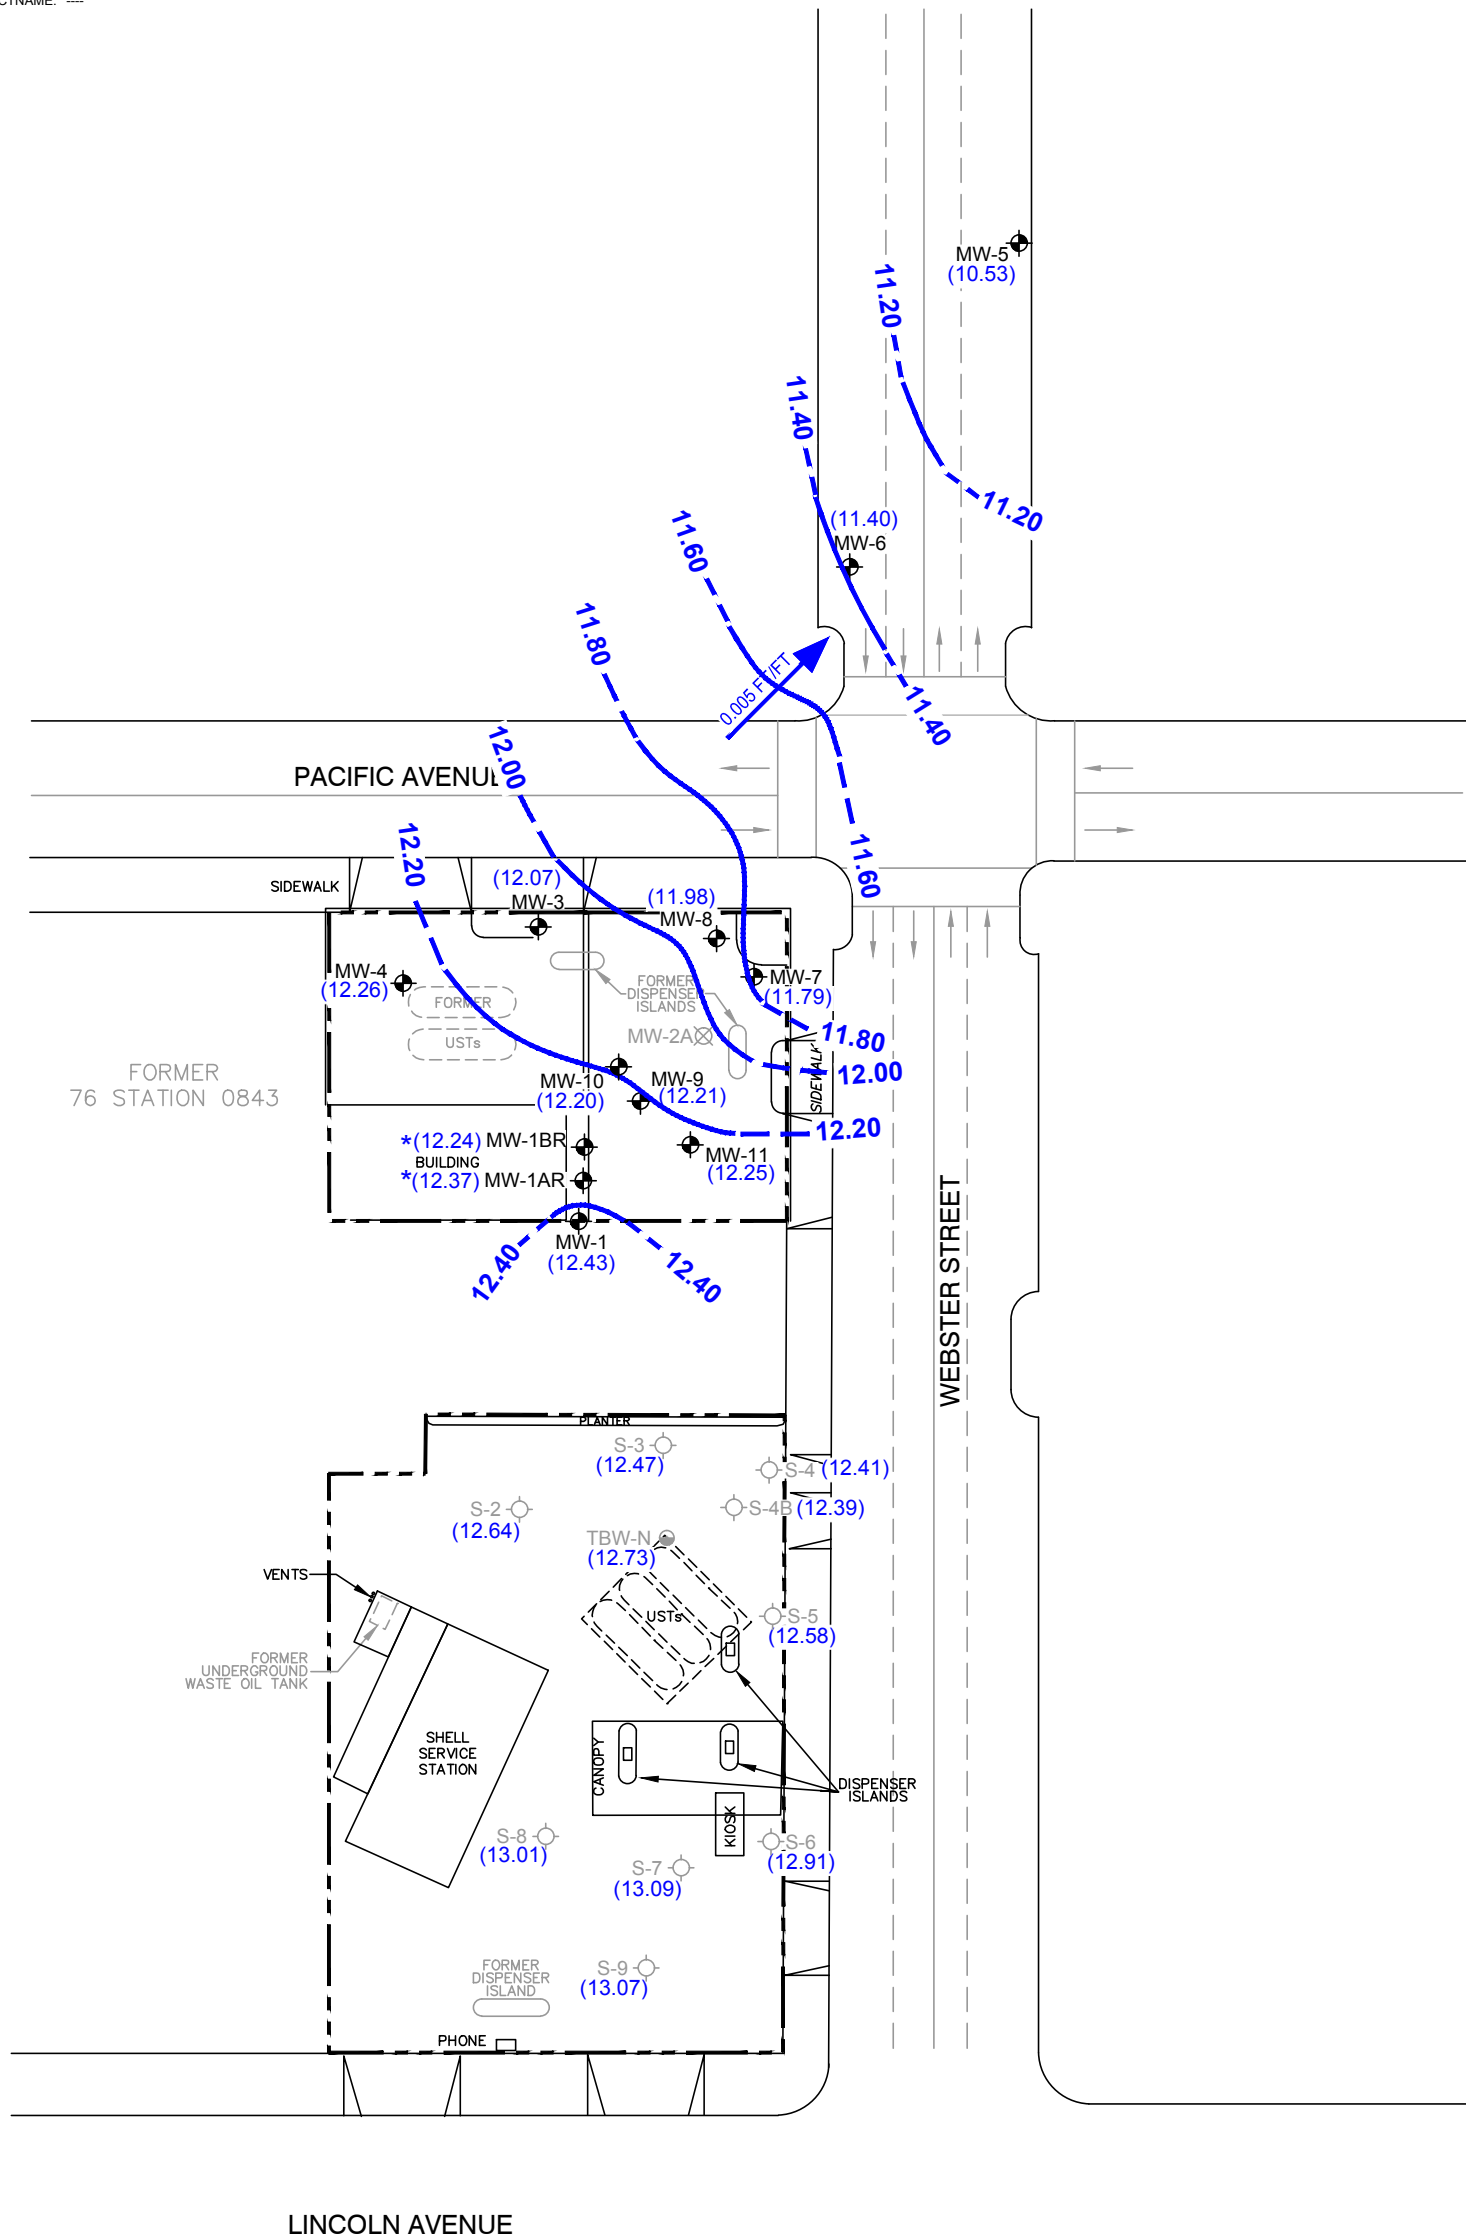 CTNAME: ----
MW-5
(10.53)
11.20
11.40
11.20
11.60
(11.40)
MW-6
11.80
0.005 FT/FT
11.40
12.00
PACIFIC AVENUE
12.20
11.60
SIDEWALK
(12.07)
MW-3
(11.98)
MW-8
MW-4
(12.26)
FORMER
USTs
FORMER
DISPENSER
ISLANDS
MW-7
(11.79)
MW-2A
11.80
SIDEWALK
12.00
FORMER
76 STATION 0843
MW-10
(12.20)
MW-9
(12.21)
12.20
*(12.24) MW-1BR
BUILDING
*(12.37) MW-1AR
MW-11
(12.25)
MW-1
(12.43)
12.40
12.40
WEBSTER STREET
PLANTER
S-3
(12.47)
S-4 (12.41)
S-2
(12.64)
S-4B (12.39)
TBW-N
(12.73)
VENTS
USTs
S-5
(12.58)
FORMER
UNDERGROUND
WASTE OIL TANK
SHELL
SERVICE
STATION
CANOPY
DISPENSER
ISLANDS
KIOSK
S-8
(13.01)
S-6
(12.91)
S-7
(13.09)
FORMER
DISPENSER
ISLAND
S-9
(13.07)
PHONE
LINCOLN AVENUE